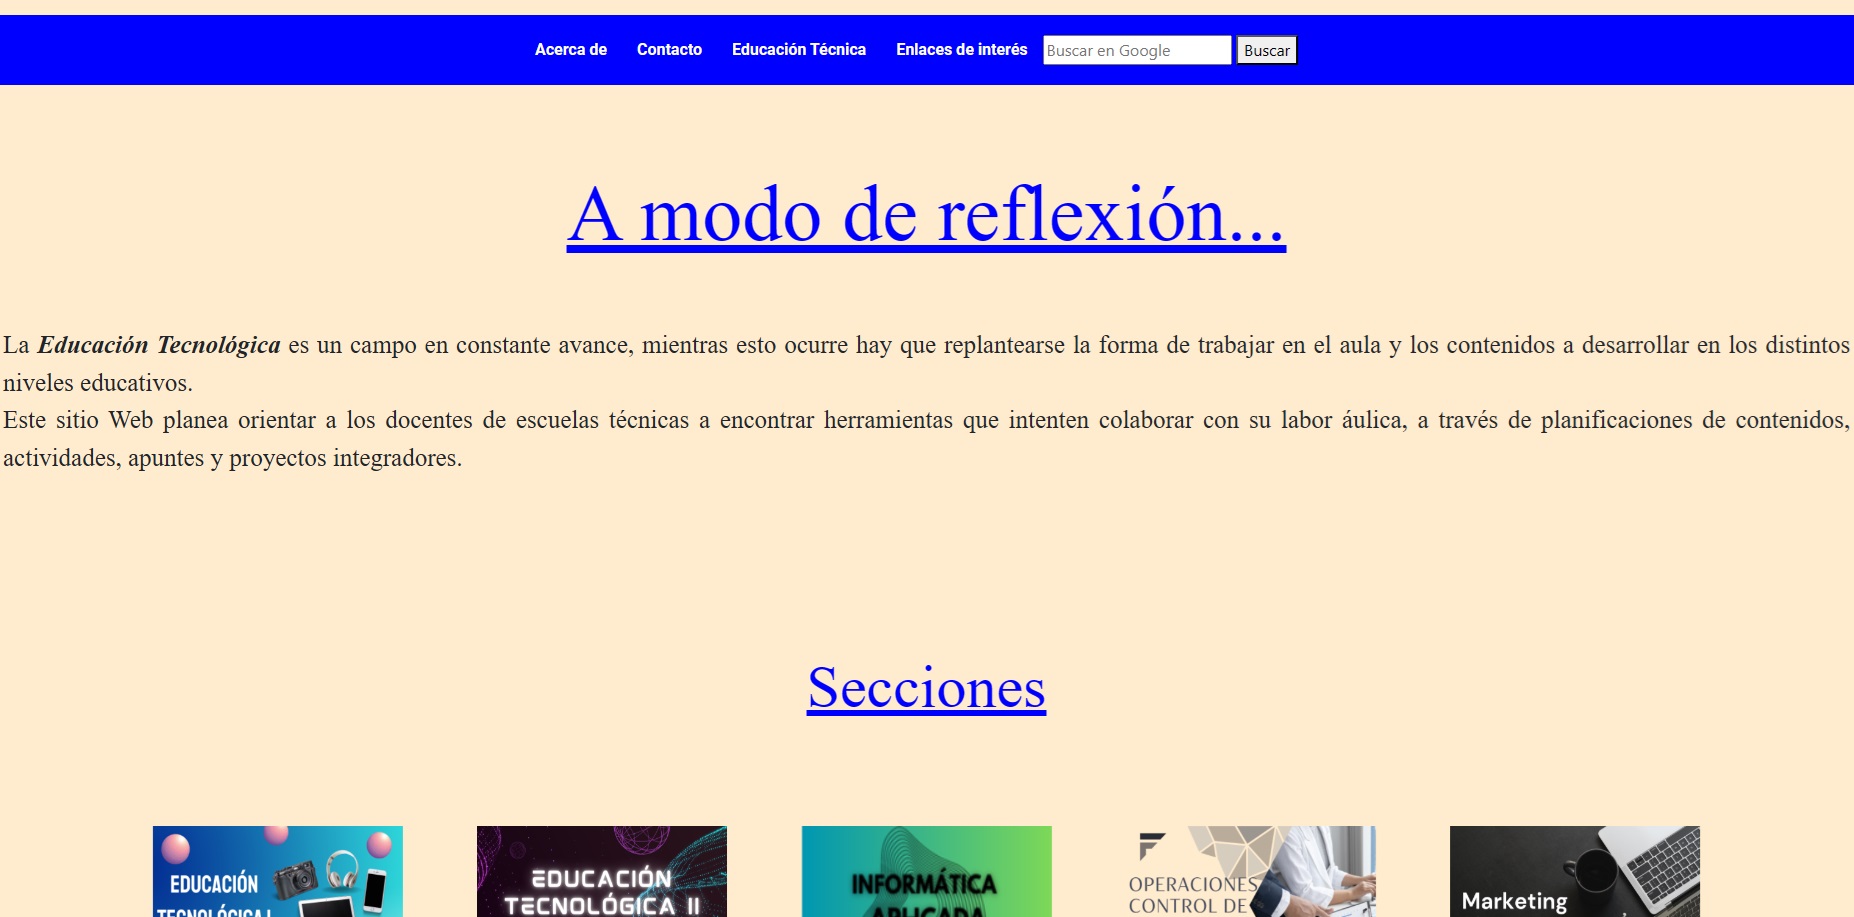 Acerca de Contacto Educación Técnica Enlaces de interés Buscar en Google Buscar
A modo de reflexión...
La Educación Tecnológica es un campo en constante avance, mientras esto ocurre hay que replantearse la forma de trabajar en el aula y los contenidos a desarrollar en los distintos
niveles educativos.
Este sitio Web planea orientar a los docentes de escuelas técnicas a encontrar herramientas que intenten colaborar con su labor áulica, a través de planificaciones de contenidos,
actividades, apuntes y proyectos integradores.
Secciones
EDUCACIÓN
TECNOLÓGICA I
EDUCACIÓN
TECNOLÓGICA II
INFORMÁTICA
APLICADA
OPERACIONES
CONTROL DE
Marketing